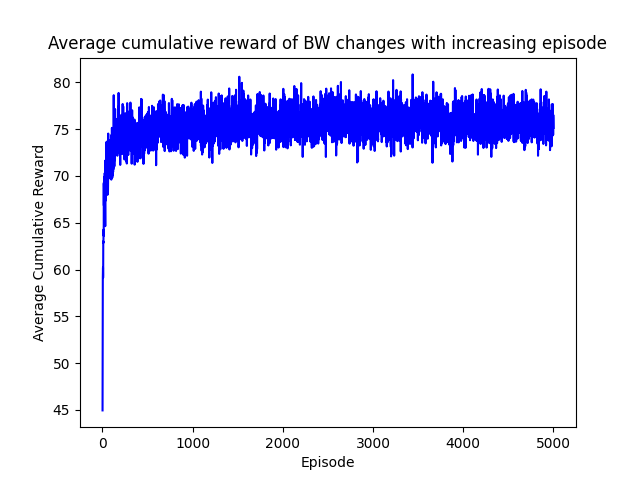 Average cumulative reward of BW changes with increasing episode
80
75
70
65
60
55
50
45
Average Cumulative Reward
0 1000 2000 3000 4000 5000
Episode